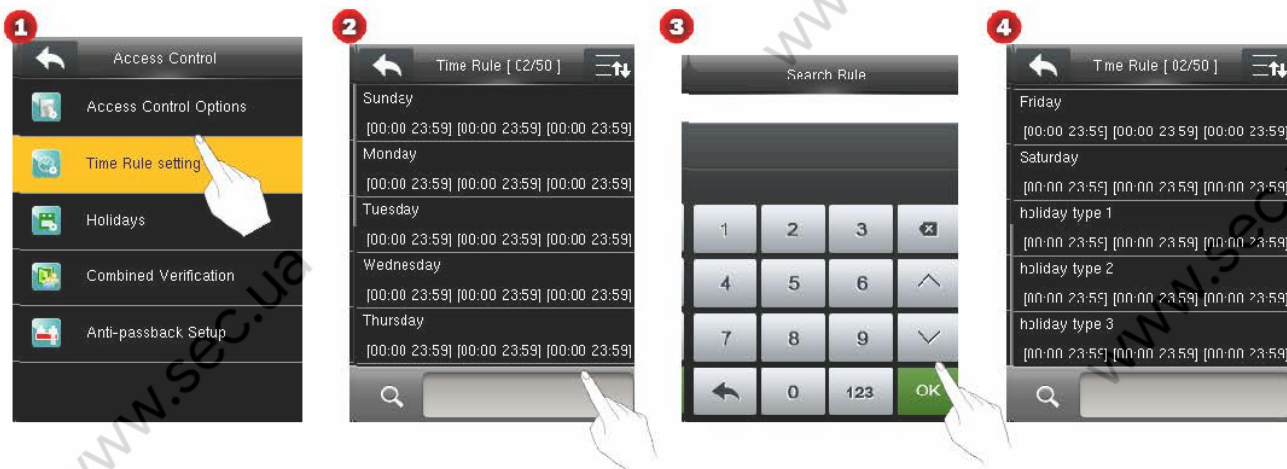 1
Access Control
Access Control Options
Time Rule setting
Holidays
Combined Verification
Anti-passback Setup
2
Time Rule [ 02/50 ]
Sunday
[00:00 23:59] [00:00 23:59] [00:00 23:59]
Monday
[00:00 23:59] [00:00 23:59] [00:00 23:59]
Tuesday
[00:00 23:59] [00:00 23:59] [00:00 23:59]
Wednesday
[00:00 23:59] [00:00 23:59] [00:00 23:59]
Thursday
[00:00 23:59] [00:00 23:59] [00:00 23:59]
3
Search Rule
1 2 3
4 5 6
7 8 9
0 123 OK
4
Time Rule [ 02/50 ]
Friday
[00:00 23:59] [00:00 23:59] [00:00 23:59]
Saturday
[00:00 23:59] [00:00 23:59] [00:00 23:59]
holiday type 1
[00:00 23:59] [00:00 23:59] [00:00 23:59]
holiday type 2
[00:00 23:59] [00:00 23:59] [00:00 23:59]
holiday type 3
[00:00 23:59] [00:00 23:59] [00:00 23:59]
www.sec.ua
www.sec